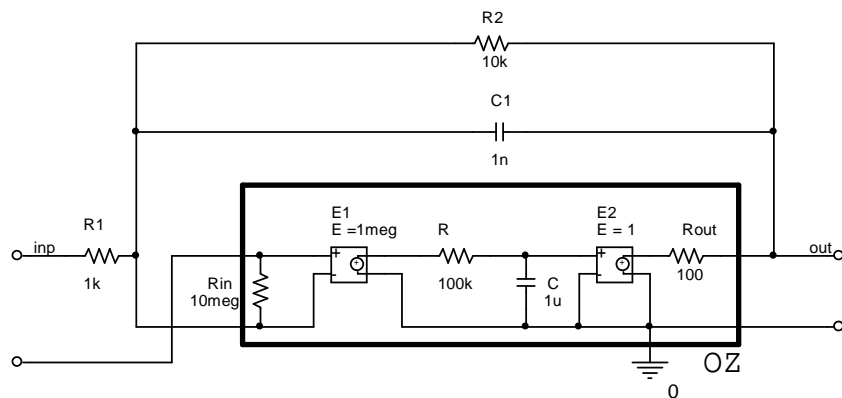 R2
10k
C1
1n
R1
inp
1k
E1
E =1meg
R
100k
E2
E = 1
Rout
100
out
Rin
10meg
C
1u
OZ
0